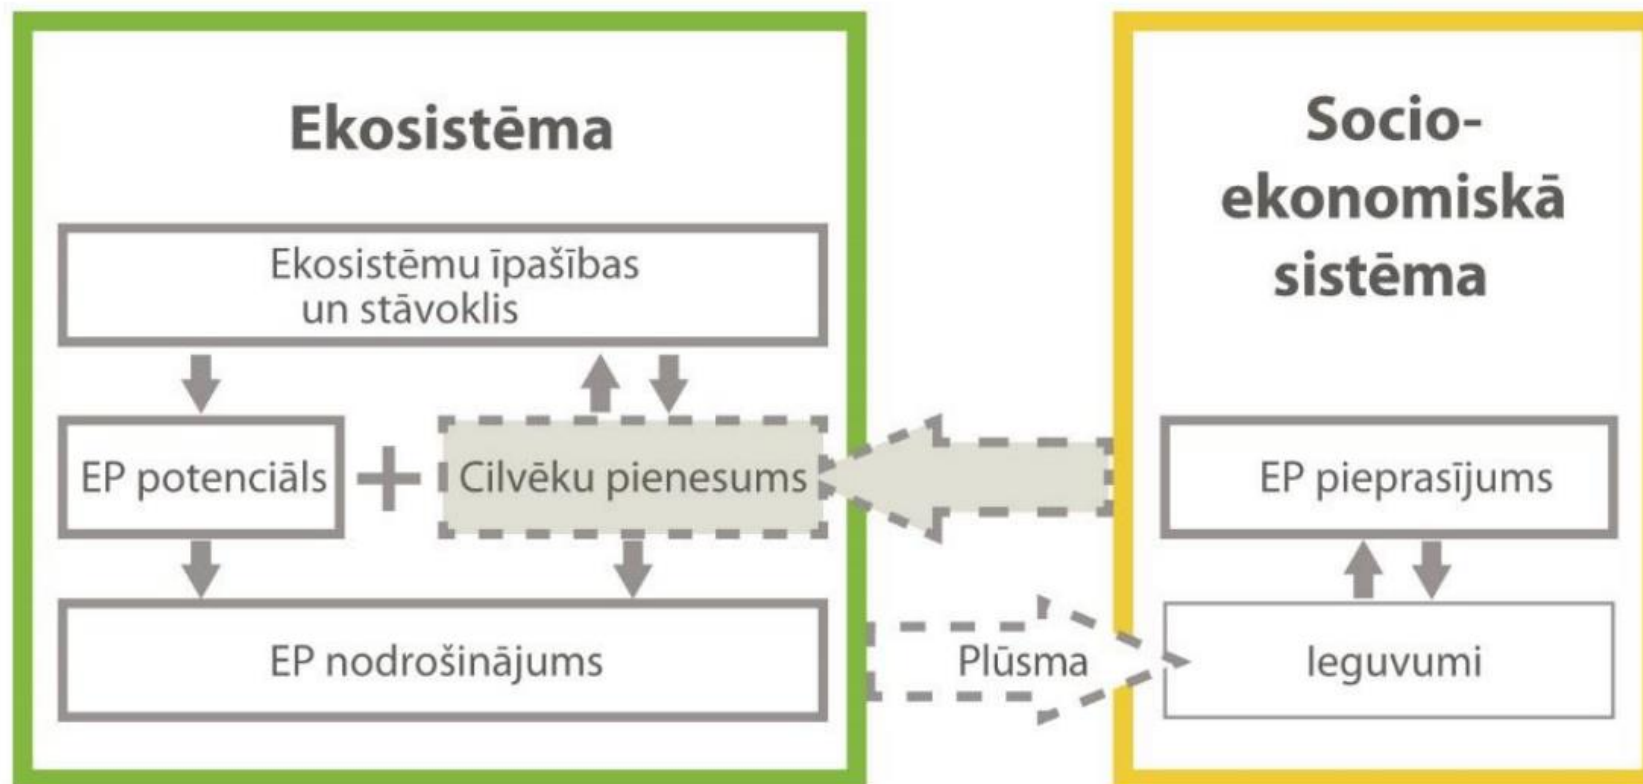 Ekosistēma
Ekosistēmu īpašības
un stāvoklis
EP potenciāls
+
Cilvēku pienesums
EP nodrošinājums
Plūsma
Socio-
ekonomiskā
sistēma
EP pieprasījums
Ieguvumi